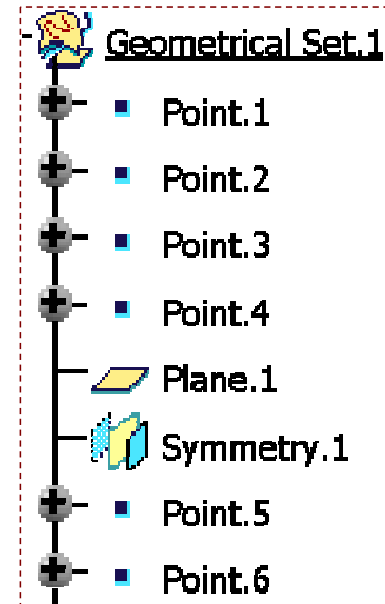 Geometrical Set.1
Point.1
Point.2
Point.3
Point.4
Plane.1
Symmetry.1
Point.5
Point.6